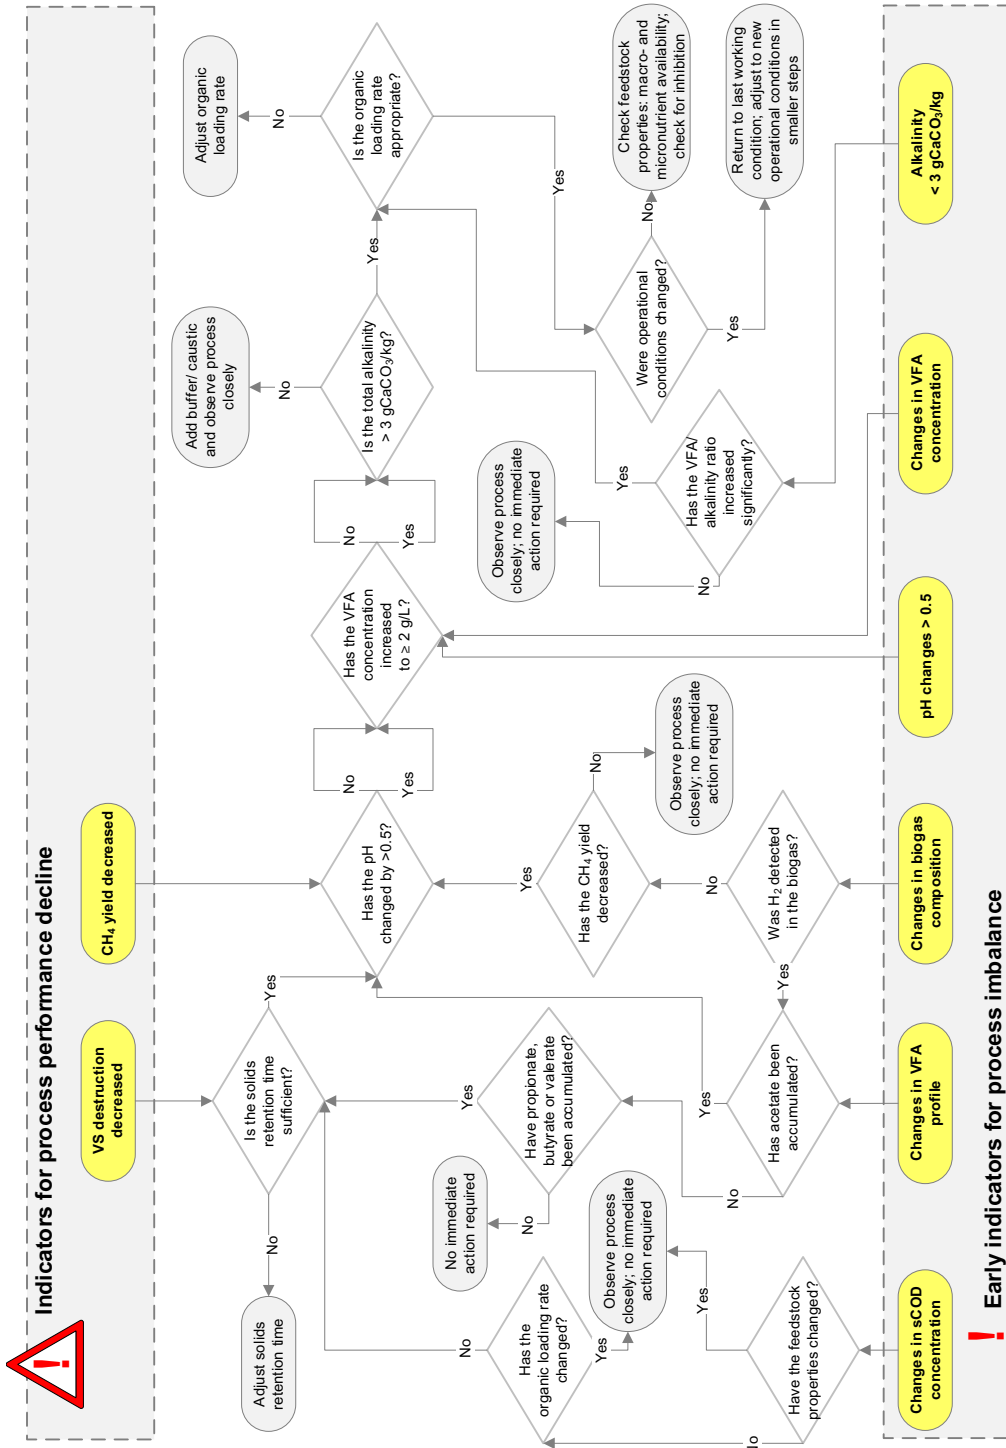 Indicators for process performance decline
VS destruction
decreased
CH₄ yield decreased
Adjust solids
retention time
No
Is the solids
retention time
sufficient?
Yes
Add buffer/ caustic
and observe process
closely
No
Adjust organic
loading rate
No
Has the pH
changed by >0.5?
No
Yes
Has the VFA
concentration
increased
to ≥ 2 g/L?
No
Yes
Is the total alkalinity
> 3 gCaCO₃/kg?
Yes
Is the organic
loading rate
appropriate?
Yes
No immediate
action required
No
Have propionate,
butyrate or valerate
been accumulated?
Yes
Has the
organic loading rate
changed?
No
Yes
Observe process
closely; no immediate
action required
Yes
Has the CH₄ yield
decreased?
Yes
No
Observe process
closely; no immediate
action required
Observe process
closely; no immediate
action required
No
Has the VFA/
alkalinity ratio
increased
significantly?
Yes
Were operational
conditions changed?
No
Yes
Check feedstock
properties: macro- and
micronutrient availability;
check for inhibition
Return to last working
condition; adjust to new
operational conditions in
smaller steps
Have the feedstock
properties changed?
No
Has acetate been
accumulated?
Yes
No
Was H₂ detected
in the biogas?
Yes
No
Changes in sCOD
concentration
Changes in VFA
profile
Changes in biogas
composition
pH changes > 0.5
Changes in VFA
concentration
Alkalinity
< 3 gCaCO₃/kg
! Early indicators for process imbalance